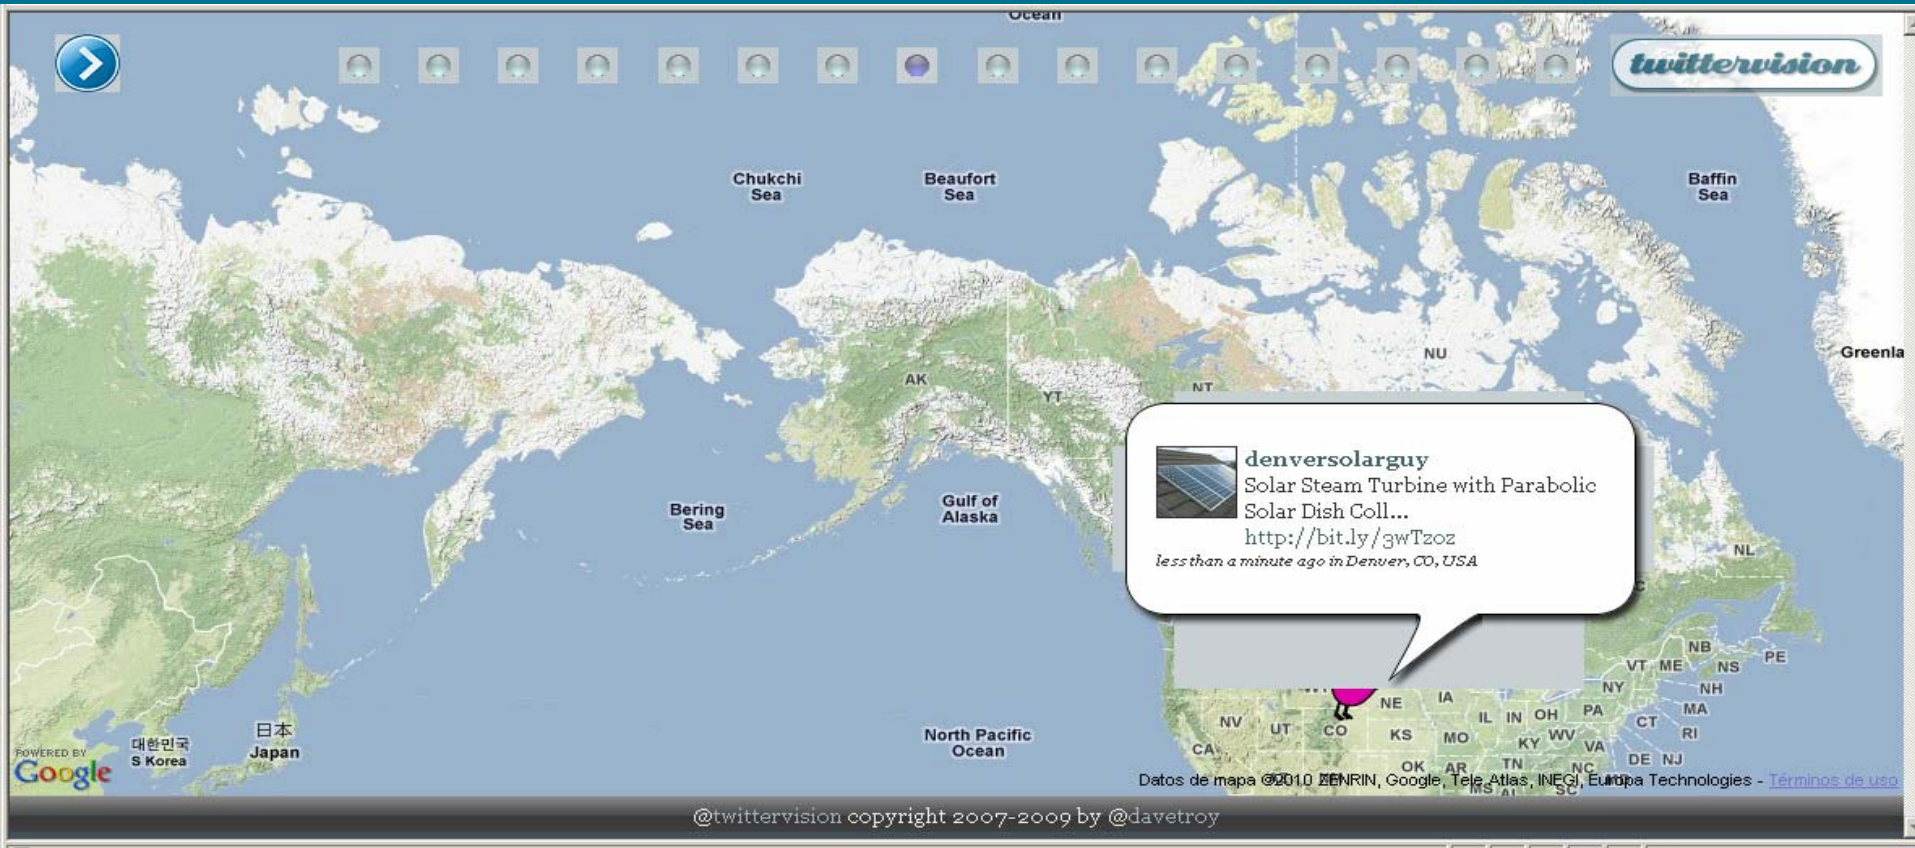 Ocean
twittervision
Chukchi
Sea
Beaufort
Sea
Baffin
Sea
NU
Greenla
AK
YT
NT
denversolarguy
Solar Steam Turbine with Parabolic
Solar Dish Coll...
http://bit.ly/3wTzoz
less than a minute ago in Denver, CO, USA
Bering
Sea
Gulf of
Alaska
NL
NB
VT ME NS PE
NY NH
NE IA
IL IN OH PA CT MA
NV UT CO KS MO KY WV VA RI
CA
DE NJ
OK AR TN NC
MS AL SC
日本
Japan
대한민국
S Korea
North Pacific
Ocean
POWERED BY
Google
Datos de mapa ©2010 ZENRIN, Google, Tele Atlas, INEGI, Europa Technologies - Términos de uso
@twittervision copyright 2007-2009 by @davetroy